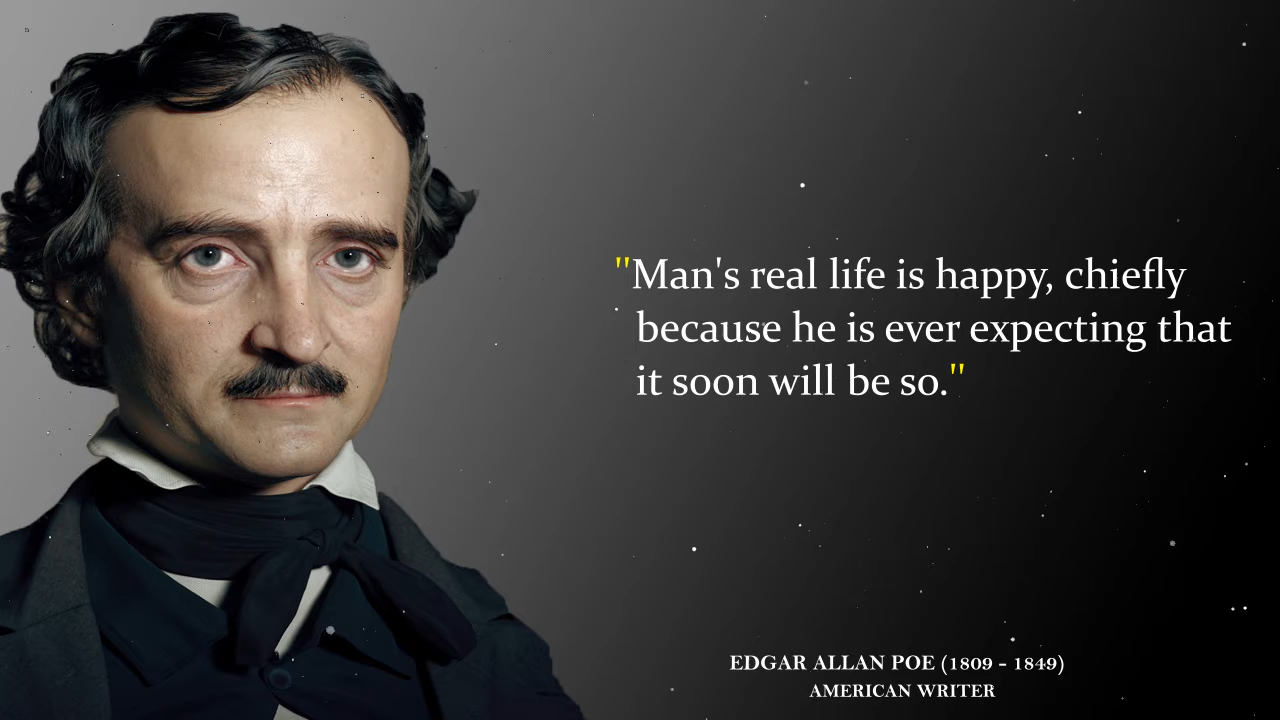 "Man's real life is happy, chiefly
because he is ever expecting that
it soon will be so."
EDGAR ALLAN POE (1809 - 1849)
AMERICAN WRITER